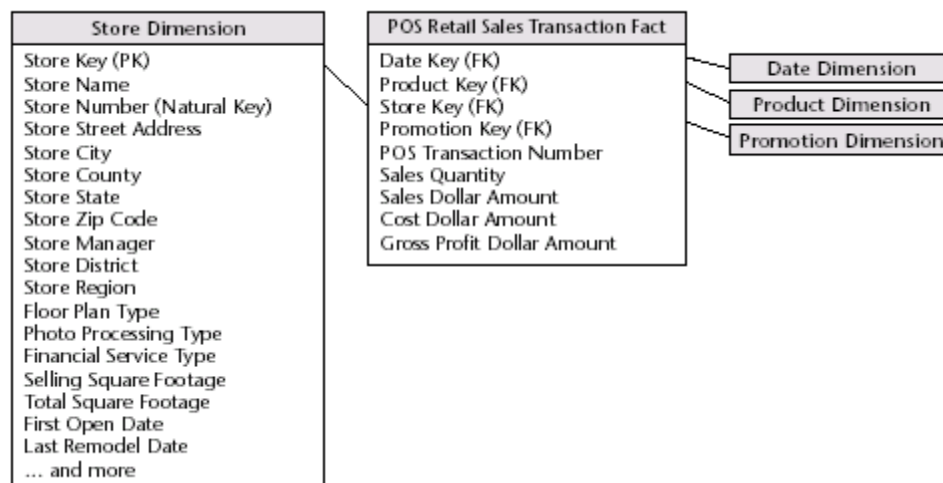 Store Dimension
Store Key (PK)
Store Name
Store Number (Natural Key)
Store Street Address
Store City
Store County
Store State
Store Zip Code
Store Manager
Store District
Store Region
Floor Plan Type
Photo Processing Type
Financial Service Type
Selling Square Footage
Total Square Footage
First Open Date
Last Remodel Date
... and more
POS Retail Sales Transaction Fact
Date Key (FK)
Product Key (FK)
Store Key (FK)
Promotion Key (FK)
POS Transaction Number
Sales Quantity
Sales Dollar Amount
Cost Dollar Amount
Gross Profit Dollar Amount
Date Dimension
Product Dimension
Promotion Dimension